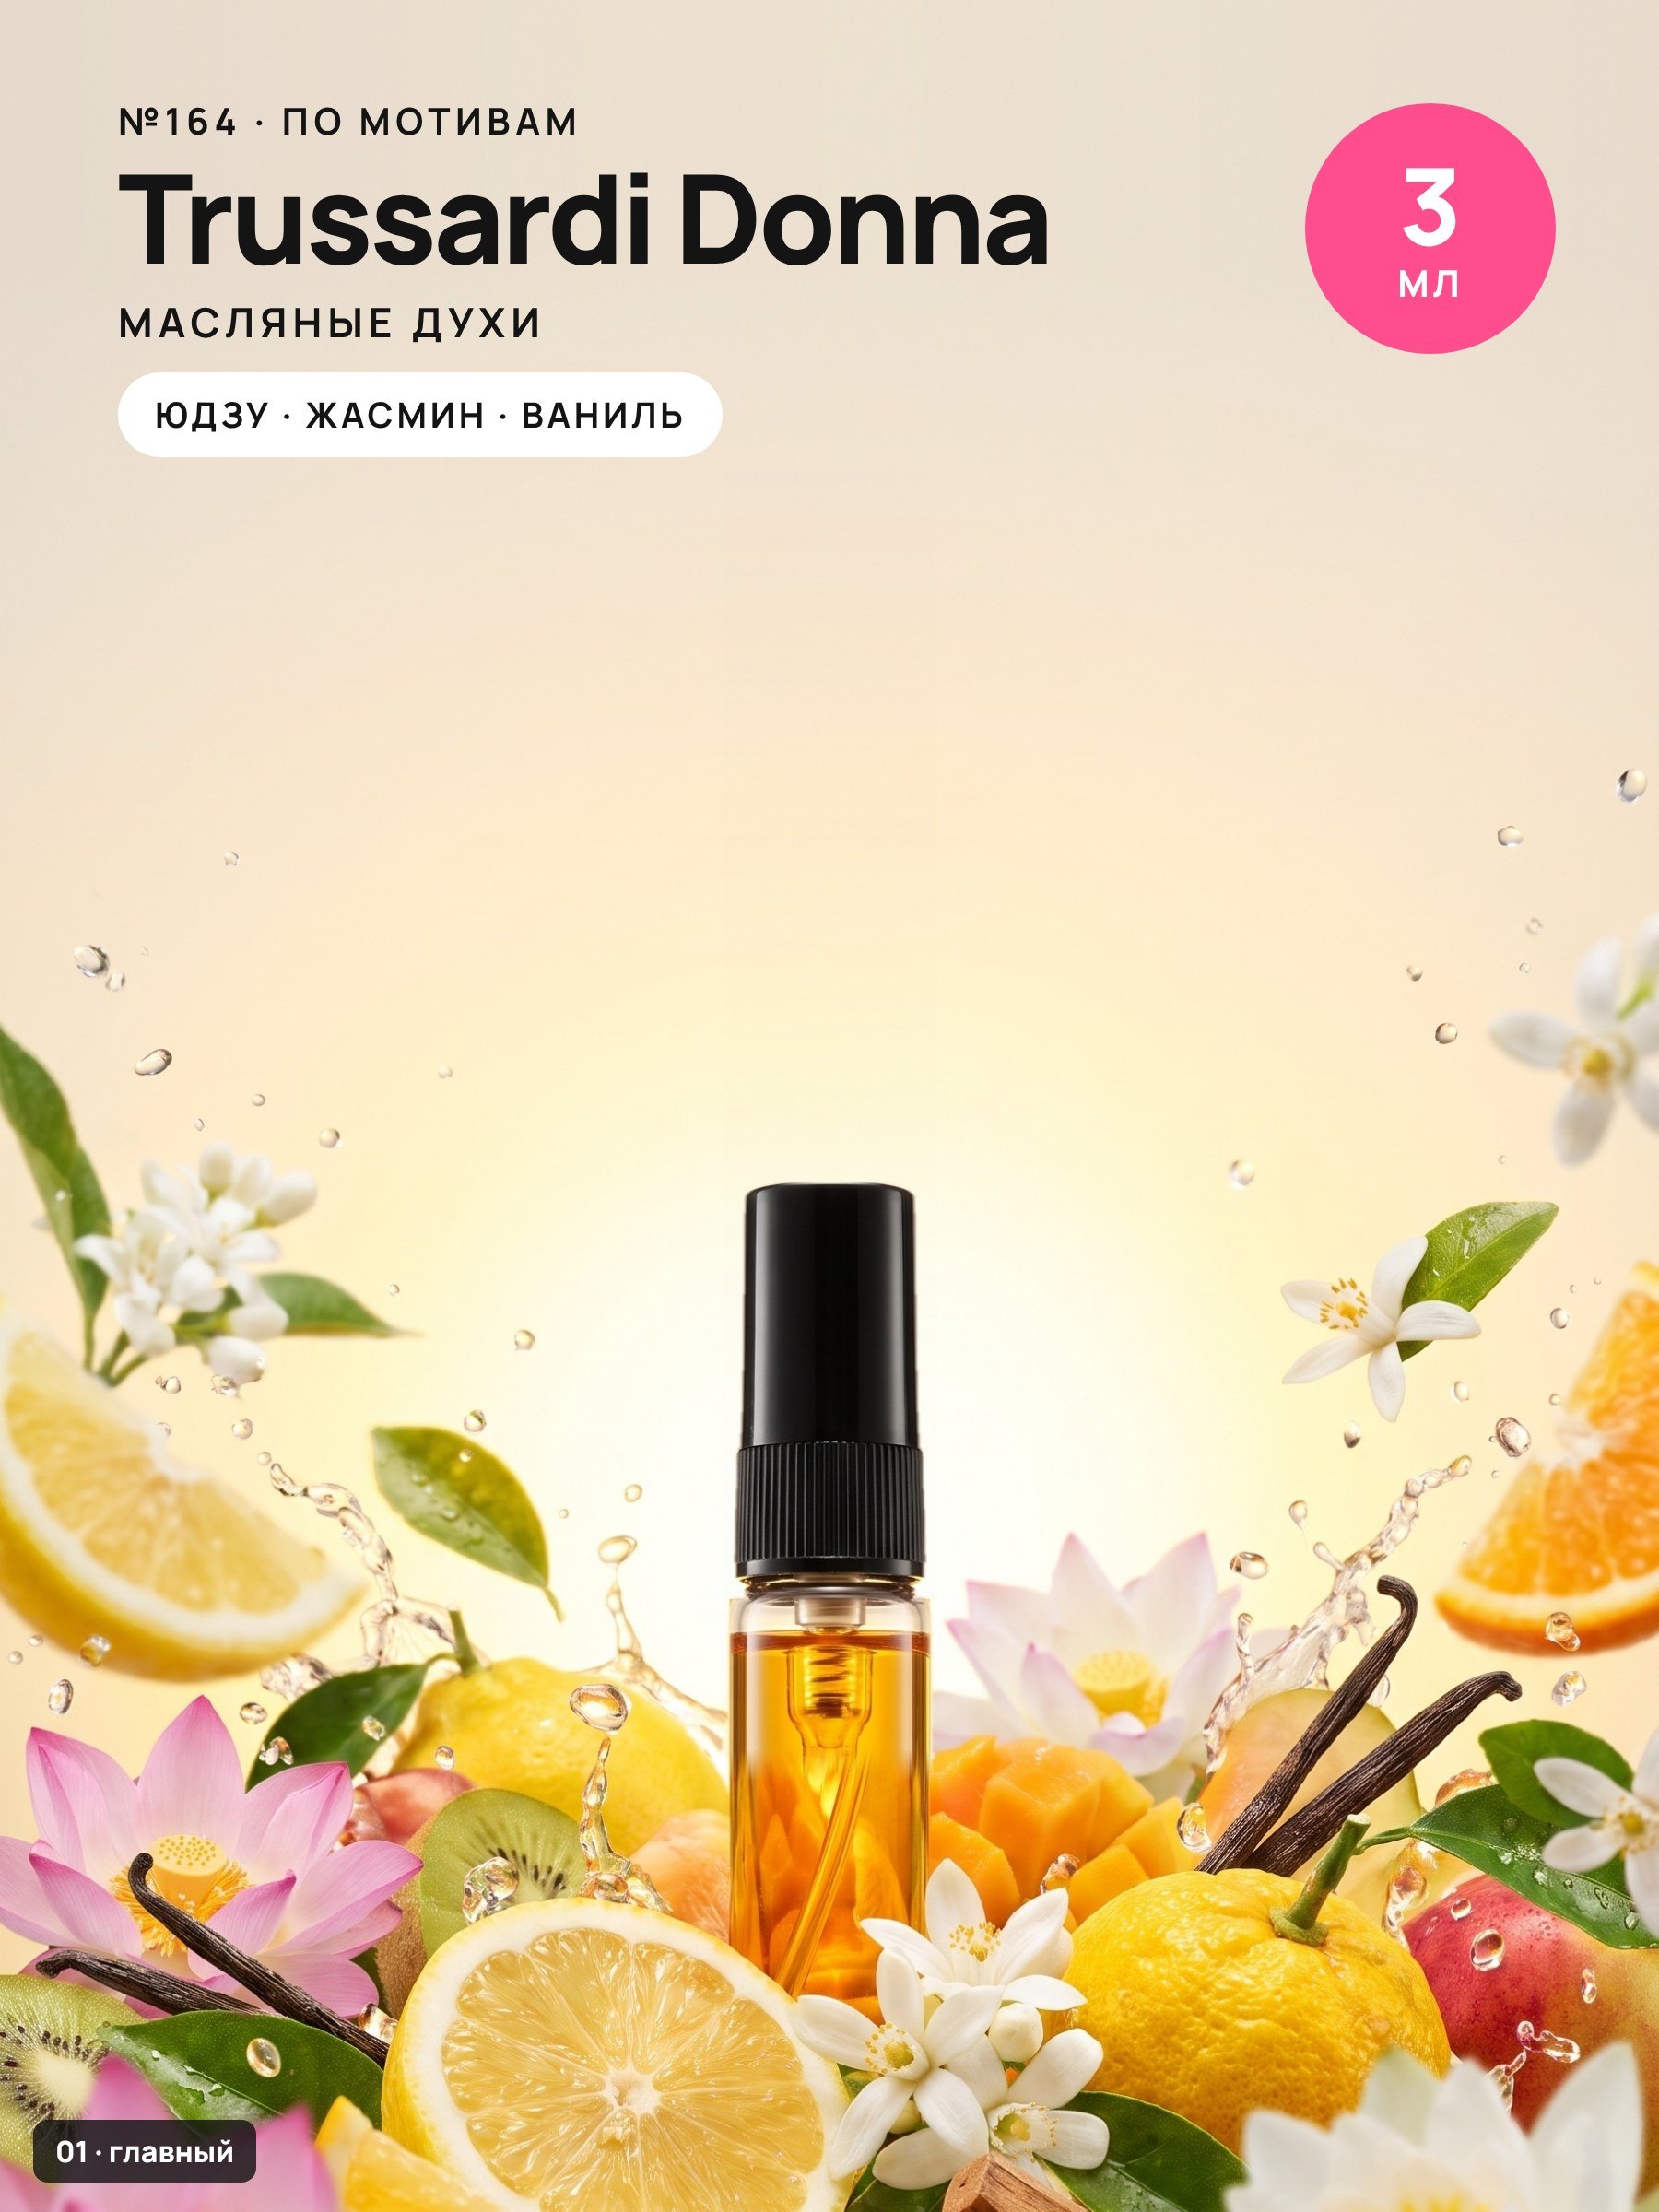 №164 · ПО МОТИВАМ
Trussardi Donna
МАСЛЯНЫЕ ДУХИ
ЮДЗУ · ЖАСМИН · ВАНИЛЬ
3
МЛ
01 · главный